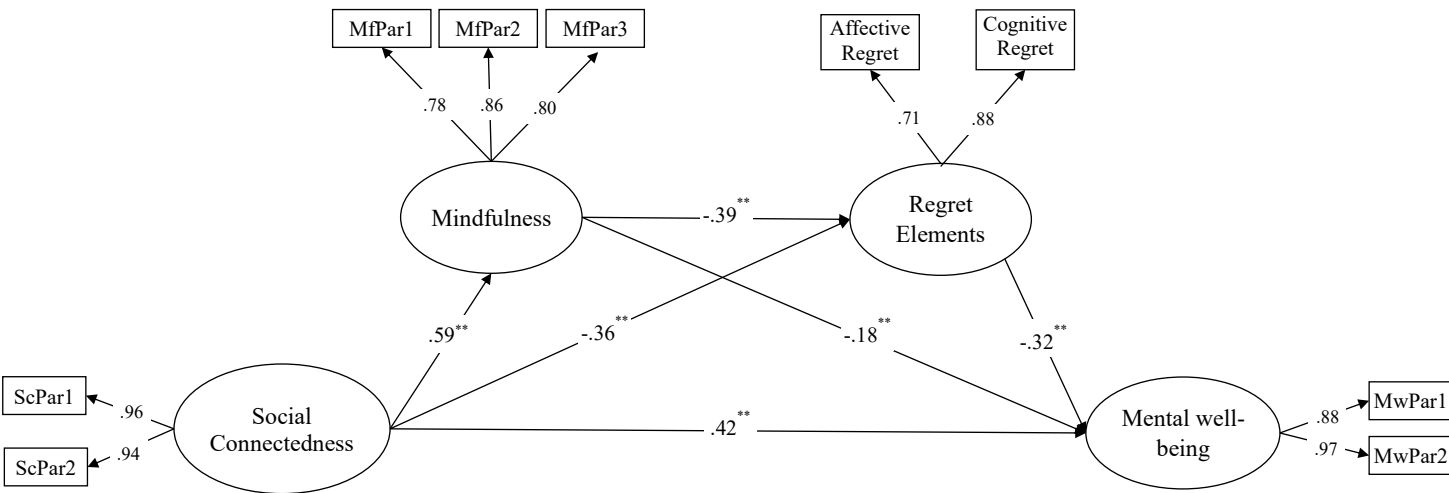 MfPar1
MfPar2
MfPar3
Affective
Regret
Cognitive
Regret
.78
.86
.80
.71
.88
Mindfulness
Regret
Elements
-.39**
.59**
-.36**
-.18**
-.32**
ScPar1
ScPar2
.96
.94
Social
Connectedness
.42**
Mental well-
being
.88
.97
MwPar1
MwPar2